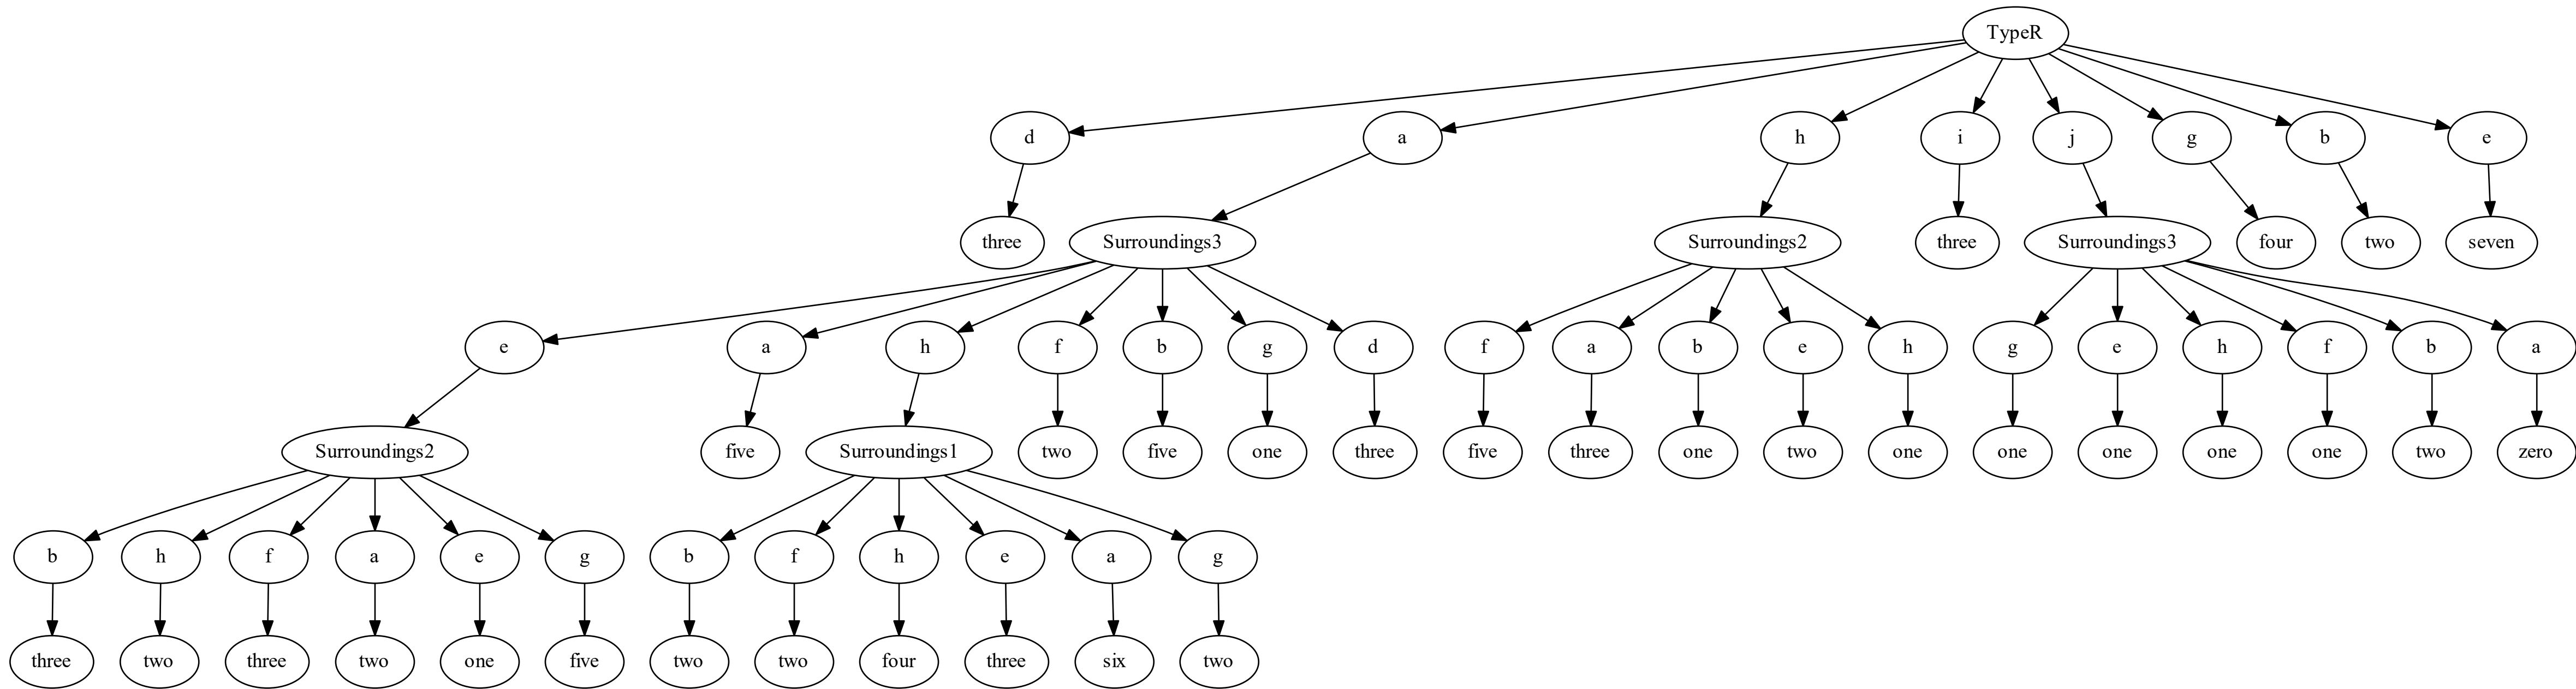 TypeR
d a h i j g b e
three Surroundings3 Surroundings2 three Surroundings3 four two seven
e a h f b g d f a b e h g e h f b a
Surroundings2 five Surroundings1 two five one three five three one two one one one one one two zero
b h f a e g b f h e a g
three two three two one five two two four three six two